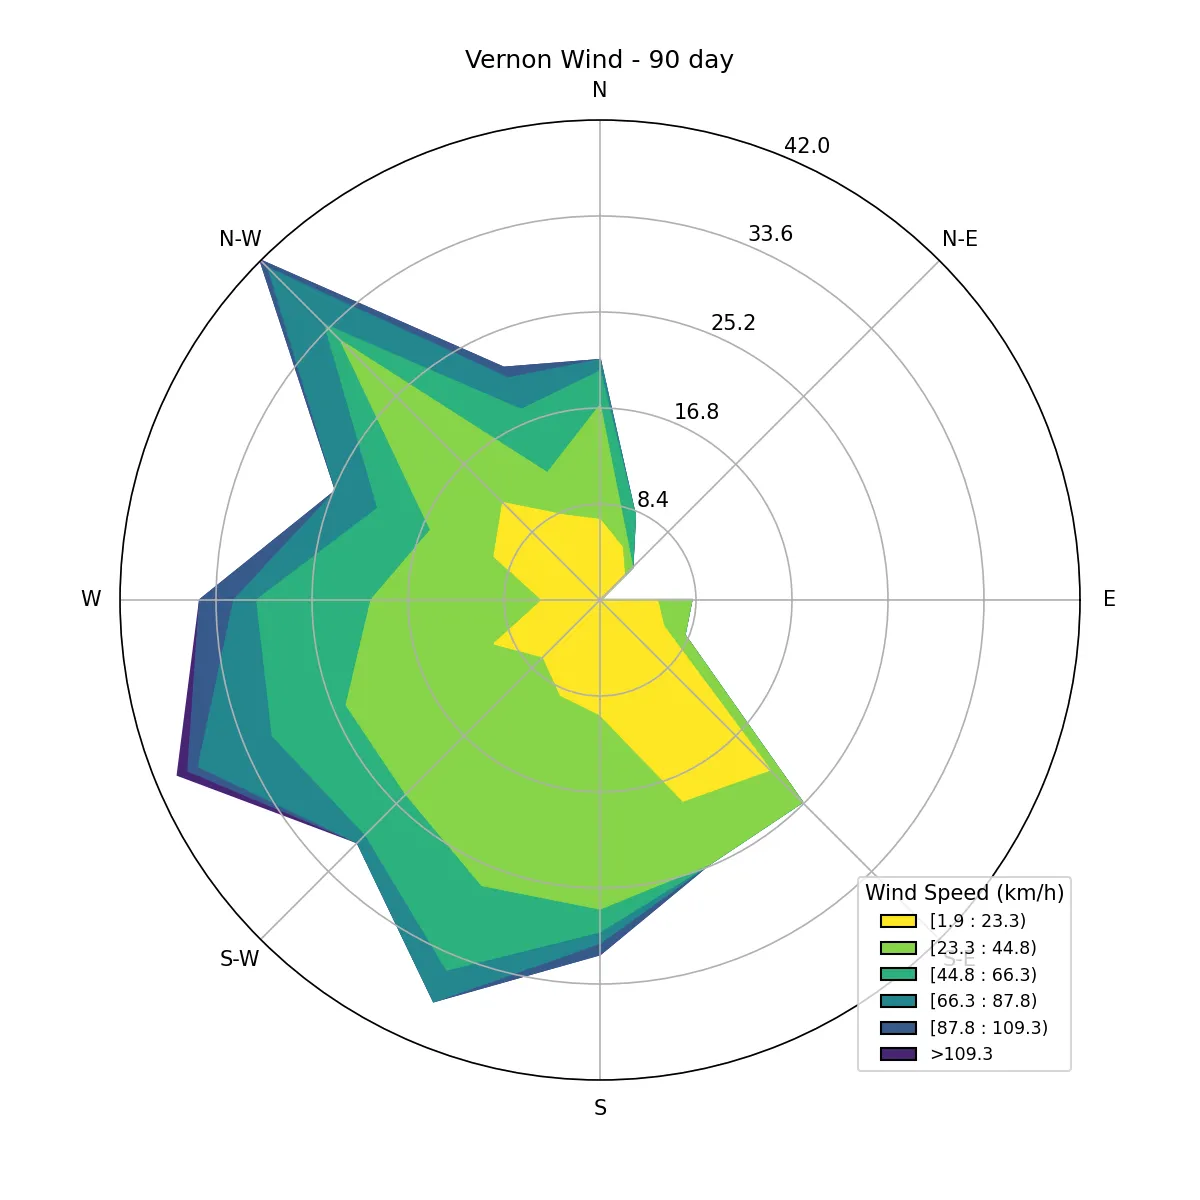 Vernon Wind - 90 day
N
42.0
33.6
N-W
N-E
25.2
16.8
8.4
W
E
Wind Speed (km/h)
[1.9 : 23.3)
[23.3 : 44.8)
S-W
S-E
[44.8 : 66.3)
[66.3 : 87.8)
[87.8 : 109.3)
>109.3
S